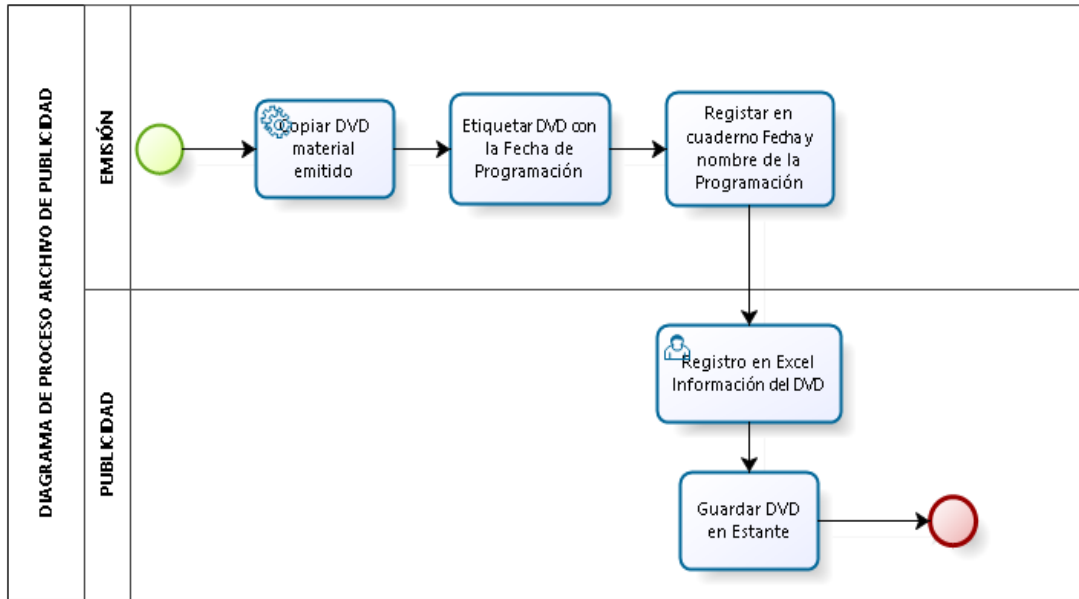 DIAGRAMA DE PROCESO ARCHIVO DE PUBLICIDAD
EMISIÓN
Copiar DVD
material
emitido
Etiquetar DVD con
la Fecha de
Programación
Registar en
cuaderno Fecha y
nombre de la
Programación
PUBLICIDAD
Registro en Excel
Información del DVD
Guardar DVD
en Estante